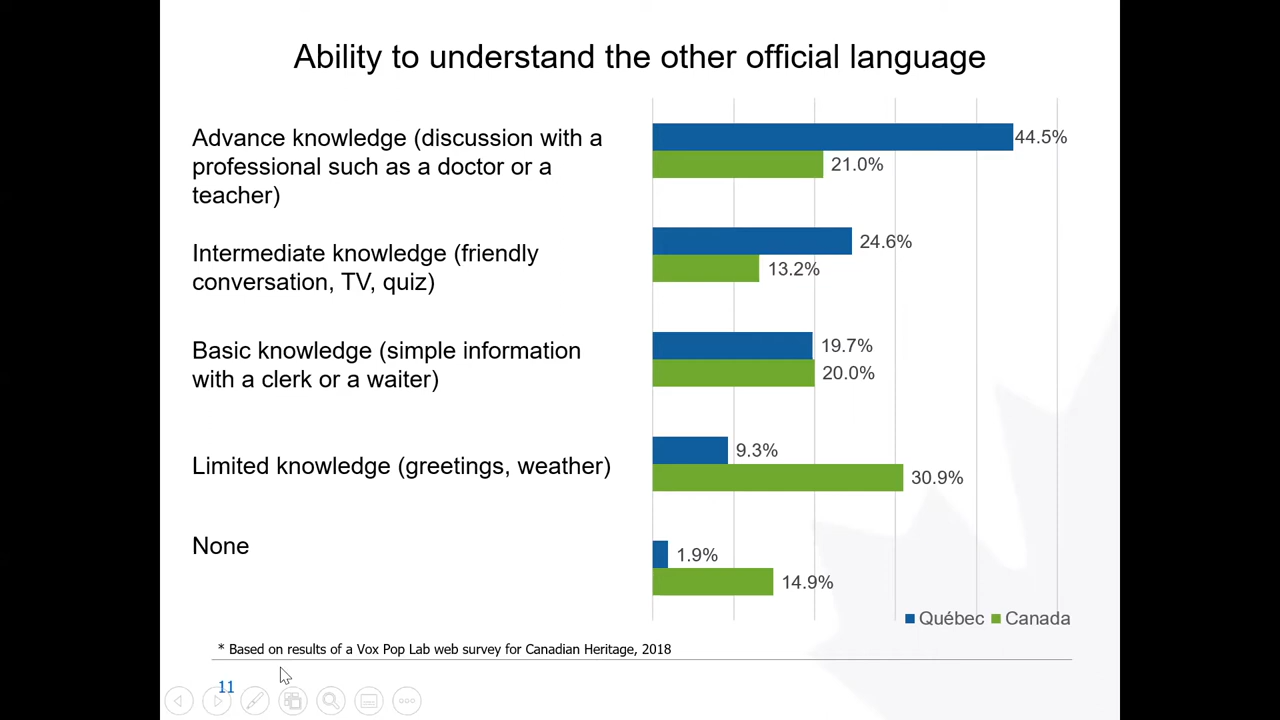 Ability to understand the other official language
Advance knowledge (discussion with a
professional such as a doctor or a
teacher)
44.5%
21.0%
Intermediate knowledge (friendly
conversation, TV, quiz)
24.6%
13.2%
Basic knowledge (simple information
with a clerk or a waiter)
19.7%
20.0%
Limited knowledge (greetings, weather)
9.3%
30.9%
None
1.9%
14.9%
Québec Canada
* Based on results of a Vox Pop Lab web survey for Canadian Heritage, 2018
11